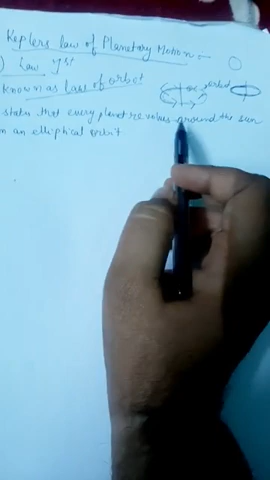 Keplers law of Planetary Motion
) Law 1st
known as law of orbit
orbit
states that every planet revolves around the sun
n an elliptical orbit